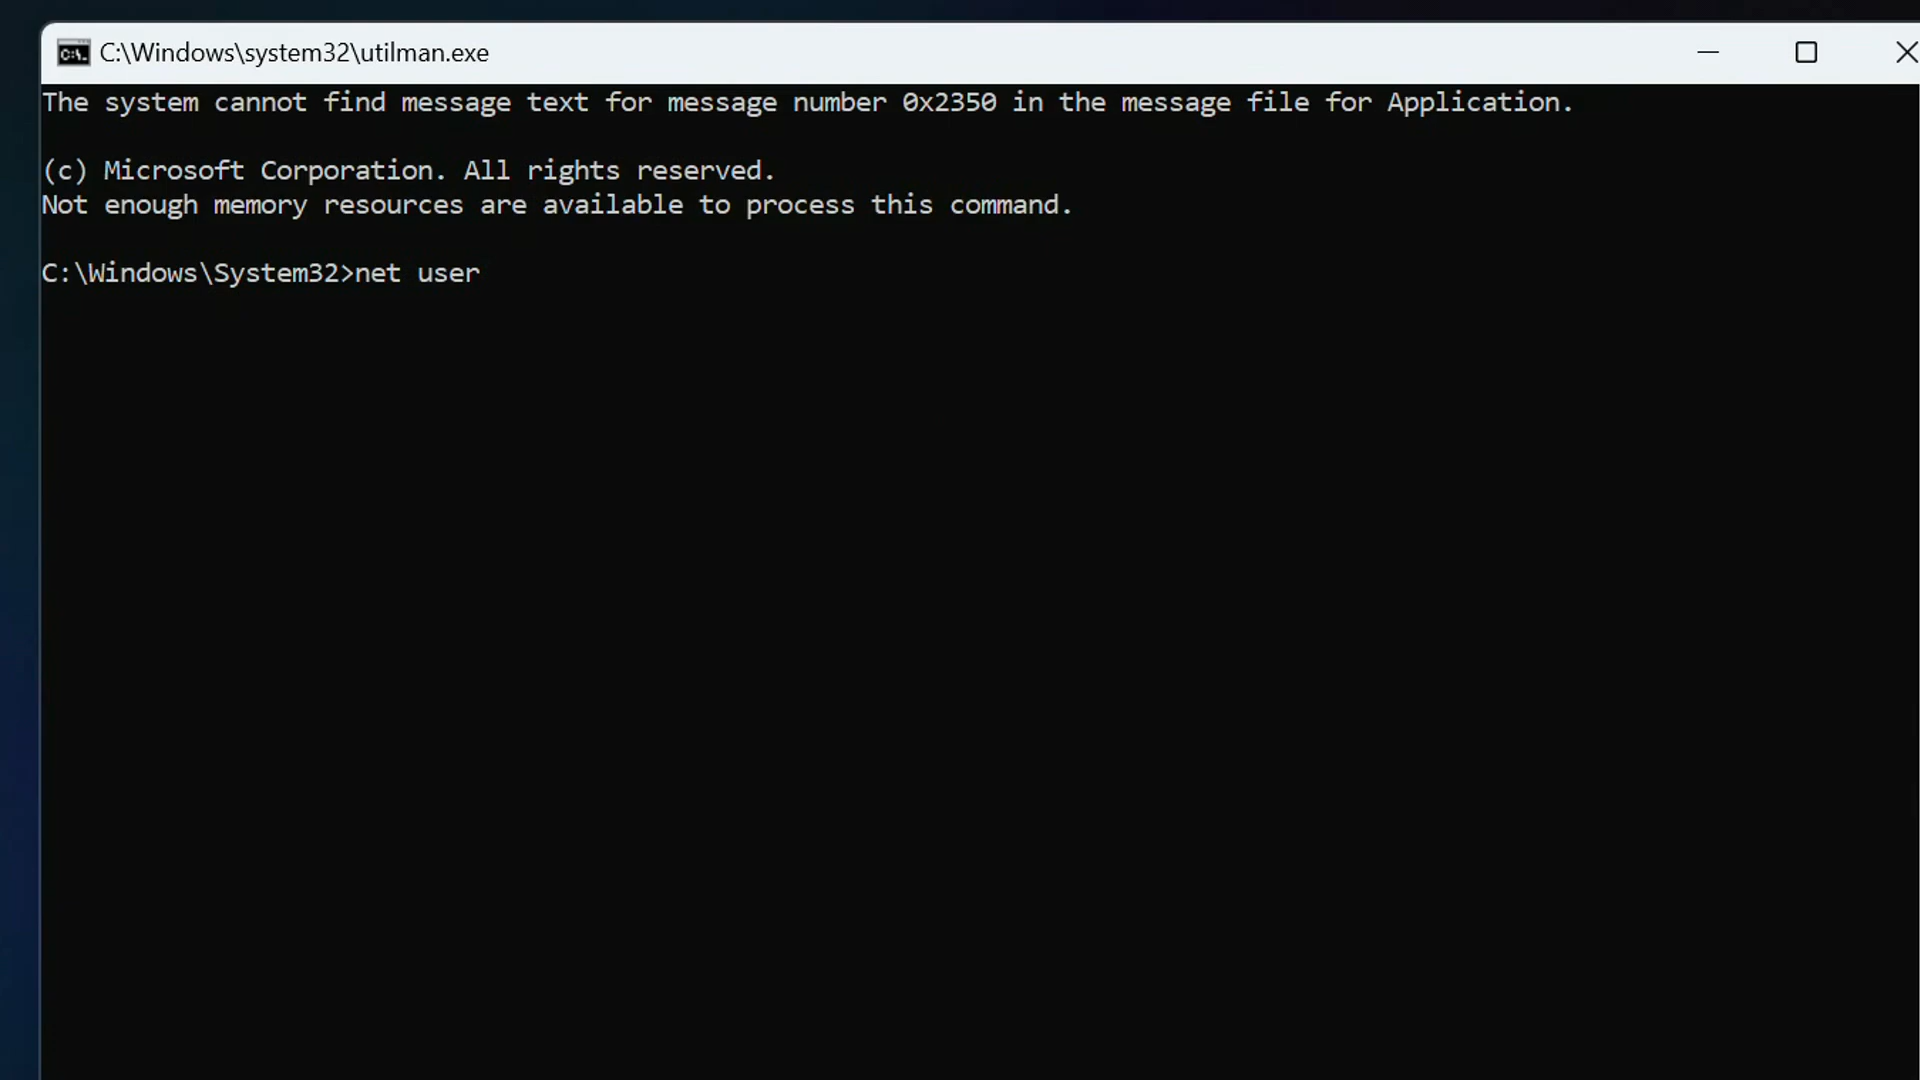 C:\Windows\system32\utilman.exe
The system cannot find message text for message number 0x2350 in the message file for Application.
(c) Microsoft Corporation. All rights reserved.
Not enough memory resources are available to process this command.
C:\Windows\System32>net user